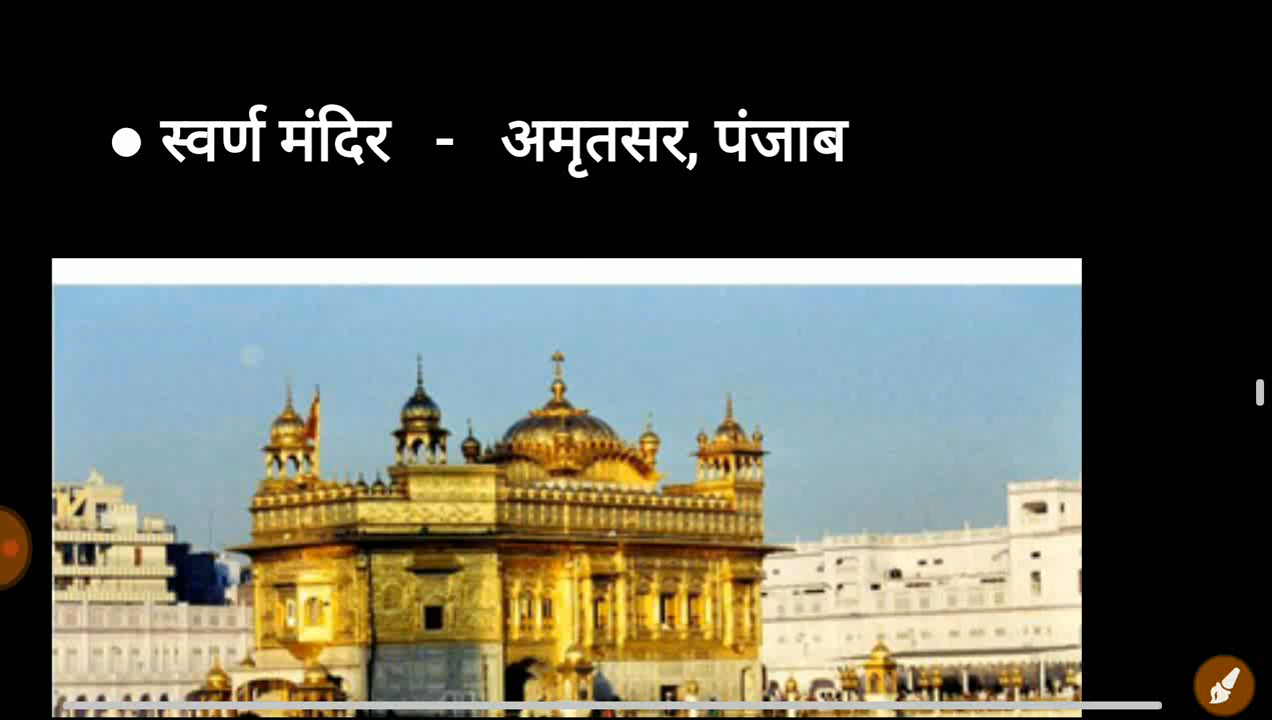 ● स्वर्ण मंदिर - अमृतसर, पंजाब